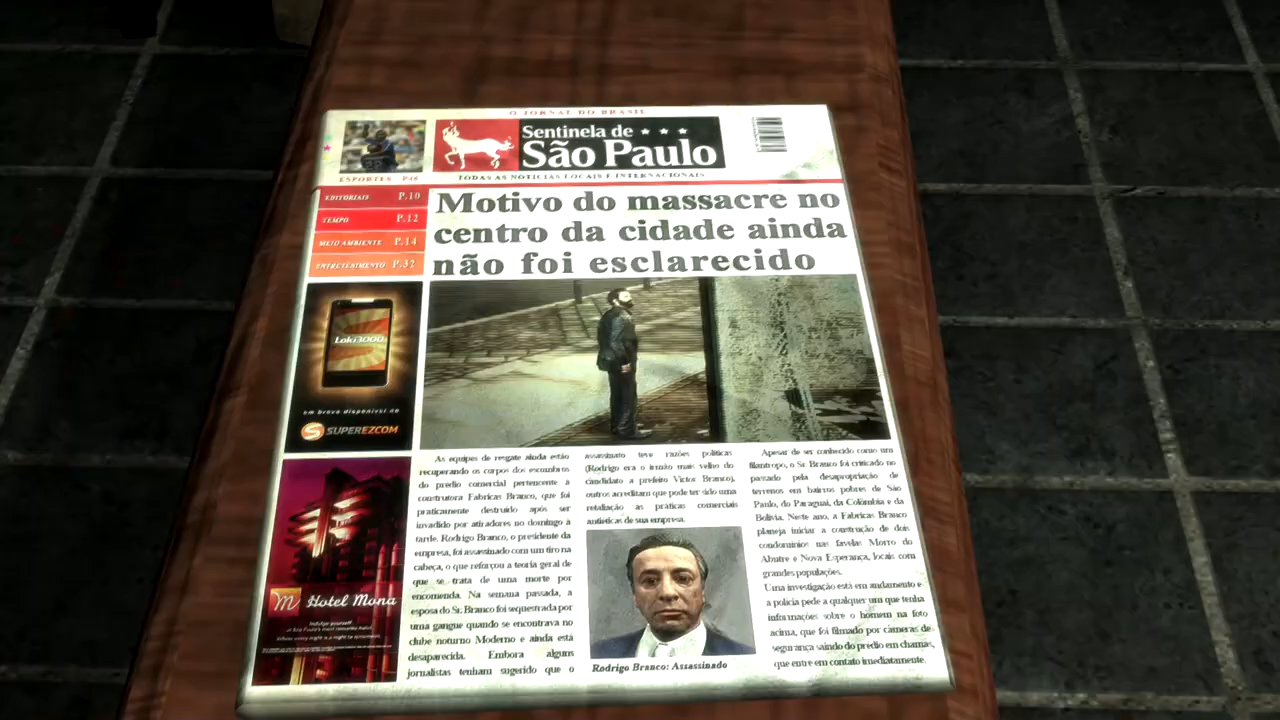 O JORNAL DO BRASIL
Sentinela de
São Paulo
TODAS AS NOTÍCIAS LOCAIS E INTERNACIONAIS
ESPORTES P46
EDITORIAIS P.10
TEMPO P.12
MEIO AMBIENTE P.14
ENTRETENIMENTO P.32
Motivo do massacre no
centro da cidade ainda
não foi esclarecido
Loki3000
em breve disponível na
SUPEREZCOM
M Hotel Mona
Indulge yourself
As equipes de resgate ainda estão
recuperando os corpos dos escombros
do prédio comercial pertencente a
construtora Fabricas Branco, que foi
praticamente destruído após ser
invadido por atiradores no domingo à
tarde. Rodrigo Branco, o presidente da
empresa, foi assassinado com um tiro na
cabeça, o que reforçou a teoria geral de
que se trata de uma morte por
encomenda. Na semana passada, a
esposa do Sr. Branco foi sequestrada por
uma gangue quando se encontrava no
clube noturno Moderno e ainda está
desaparecida. Embora alguns
jornalistas tenham sugerido que o
assassinato teve razões políticas
(Rodrigo era o irmão mais velho do
candidato a prefeito Victor Branco),
outros acreditam que pode ter sido uma
retaliação às práticas comerciais
antiéticas de sua empresa.
Rodrigo Branco: Assassinado
Apesar de ser conhecido como um
filantropo, o Sr. Branco foi criticado no
passado pela desapropriação de
terrenos em bairros pobres de São
Paulo, do Paraguai, da Colômbia e da
Bolívia. Neste ano, a Fabricas Branco
planeja iniciar a construção de dois
condomínios nas favelas Morro do
Abutre e Nova Esperança, locais com
grandes populações.
Uma investigação está em andamento e
a polícia pede a qualquer um que tenha
informações sobre o homem na foto
acima, que foi filmado por câmeras de
segurança saindo do prédio em chamas,
que entre em contato imediatamente.